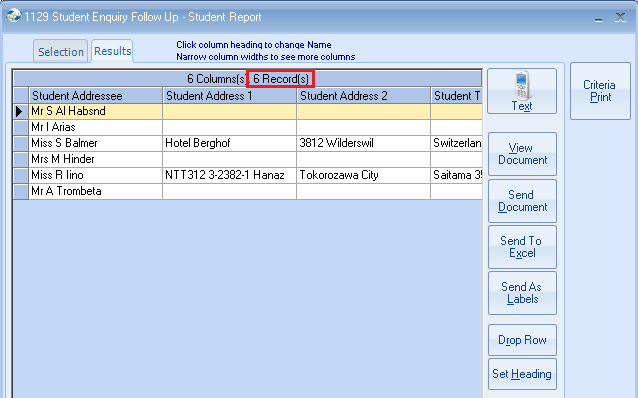 1129 Student Enquiry Follow Up - Student Report
Selection
Results
Click column heading to change Name
Narrow column widths to see more columns
6 Columns(s) 6 Record(s)
Student Addressee Student Address 1 Student Address 2 Student T
Mr S Al Habsnd
Mr I Arias
Miss S Balmer Hotel Berghof 3812 Wilderswil Switzerlan
Mrs M Hinder
Miss R Iino NTT312 3-2382-1 Hanaz Tokorozawa City Saitama 35
Mr A Trombeta
Text
View
Document
Send
Document
Send To
Excel
Send As
Labels
Drop Row
Set Heading
Criteria
Print